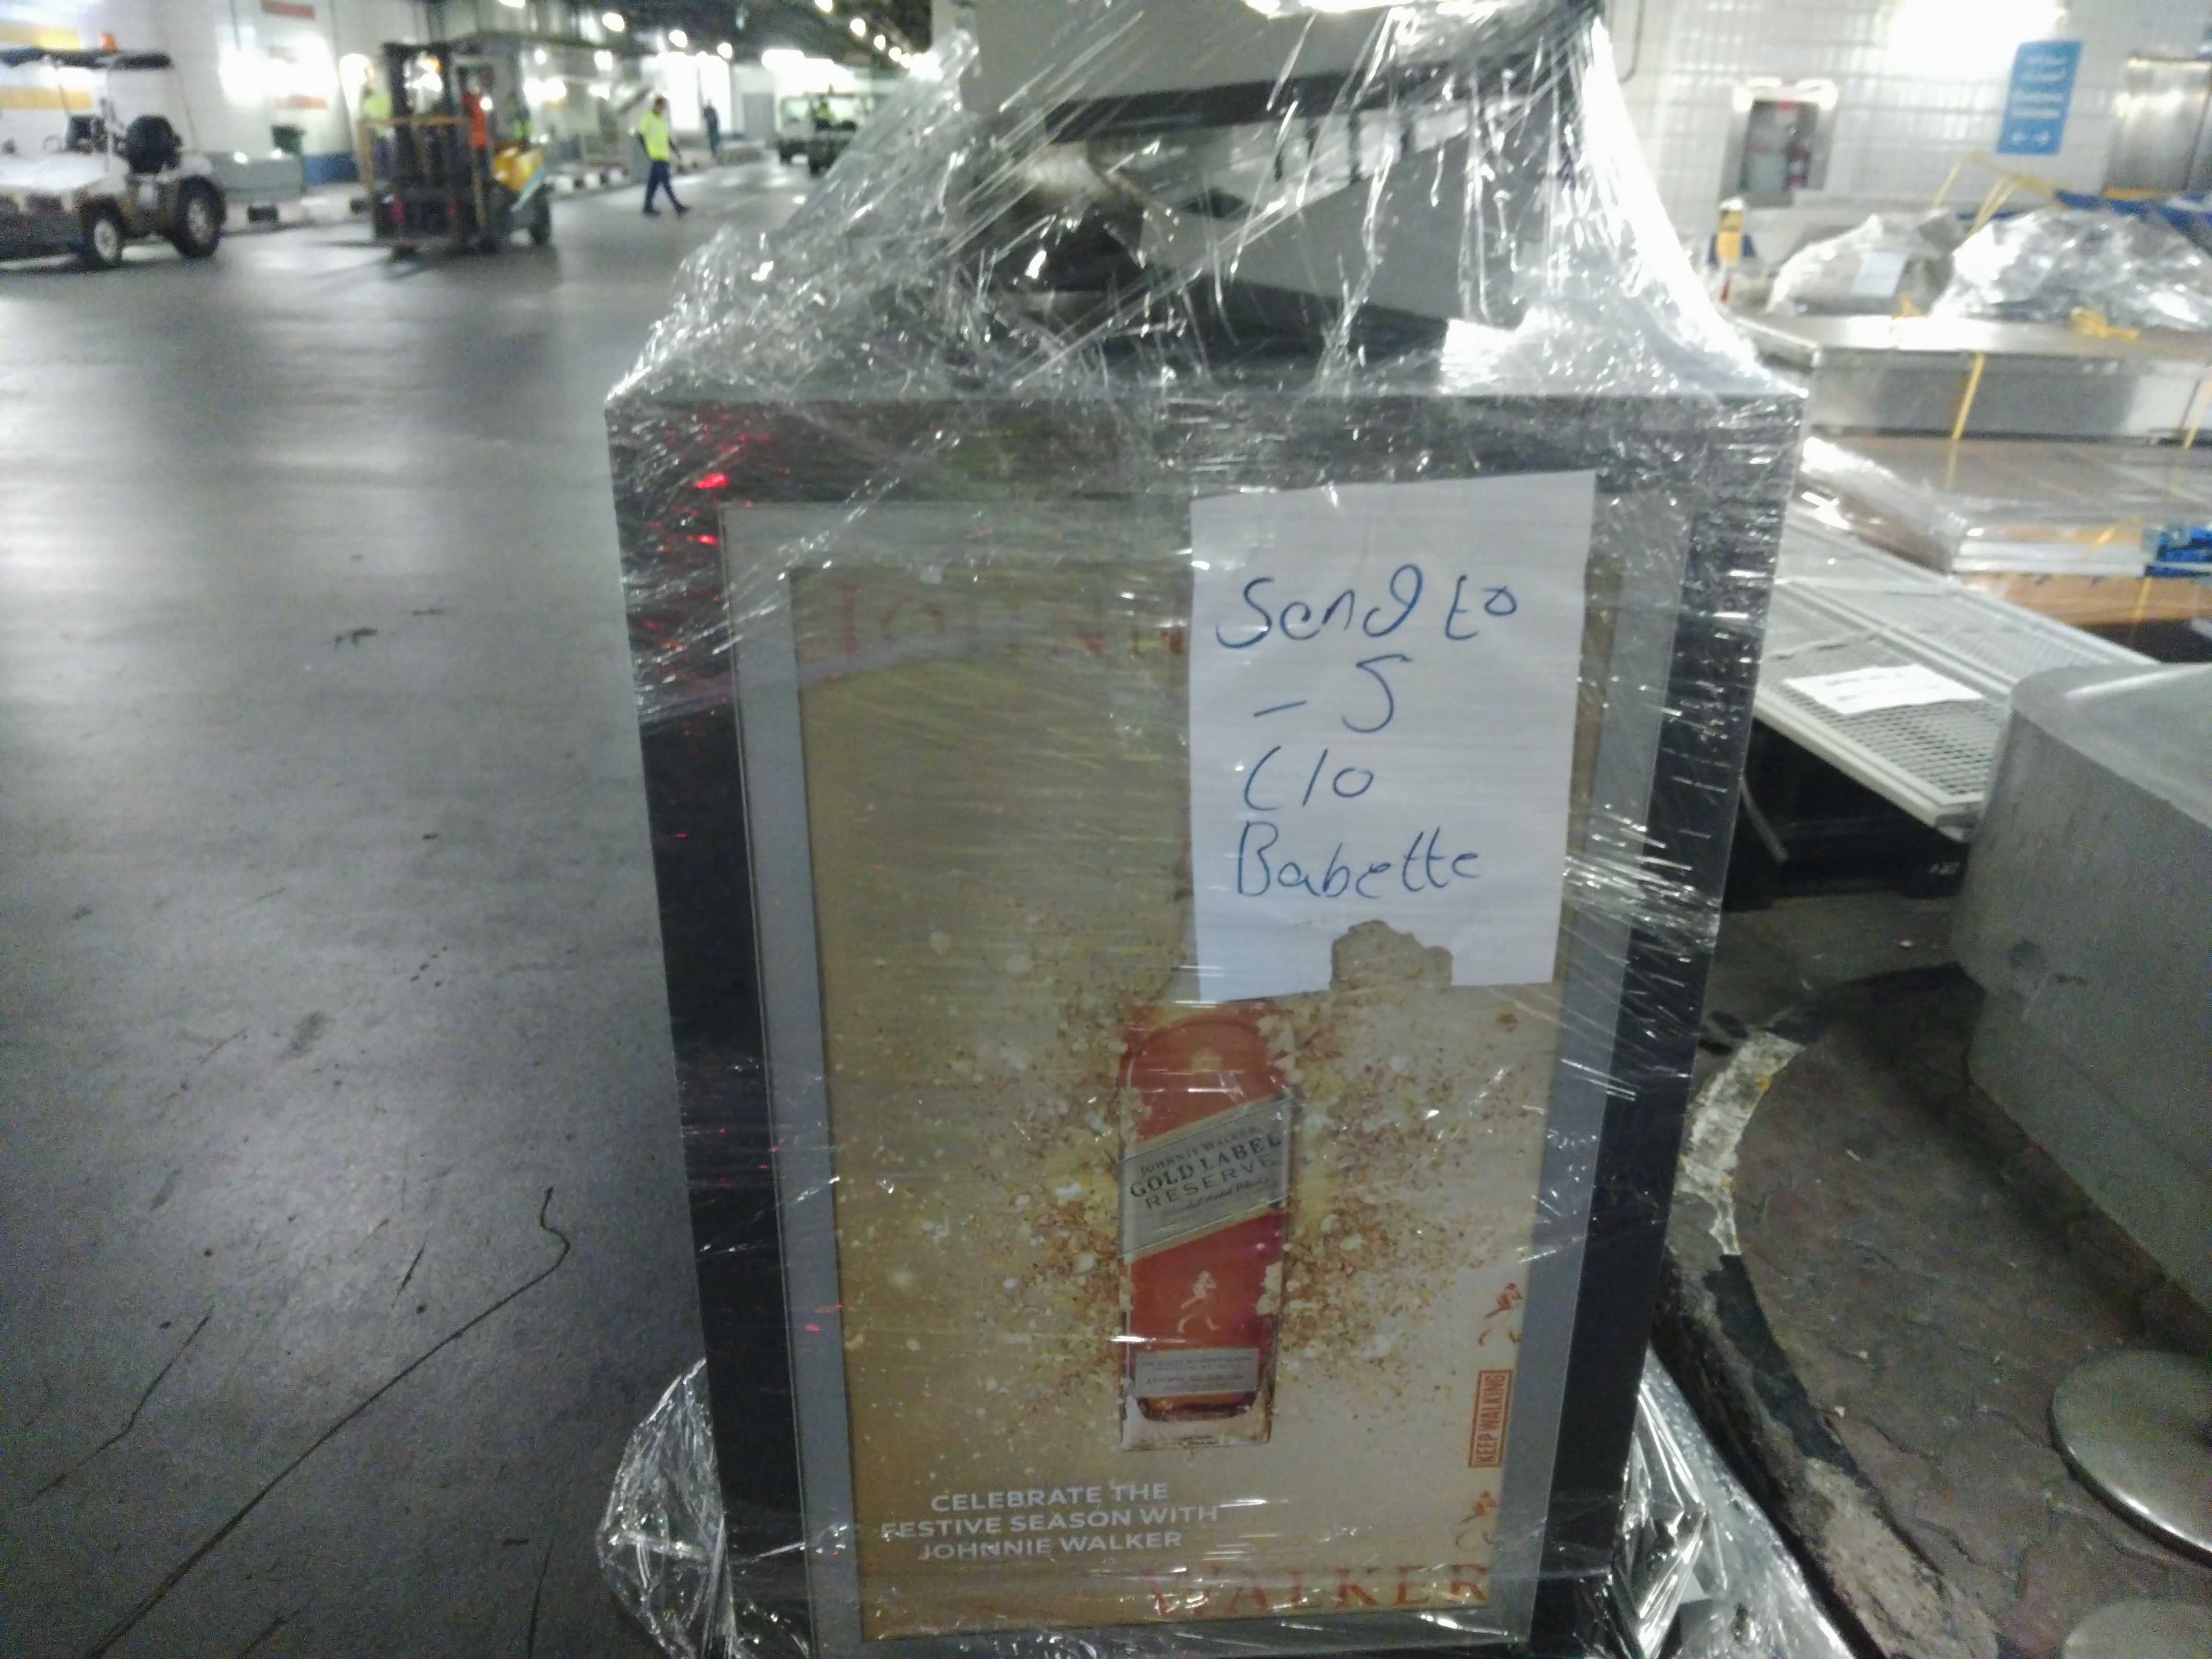 Send to
- 5
C/O
Babette
JOHNN
JOHNNIE WALKER
GOLD LABEL
RESERVE
KEEP WALKING
CELEBRATE THE
FESTIVE SEASON WITH
JOHNNIE WALKER
WALKER